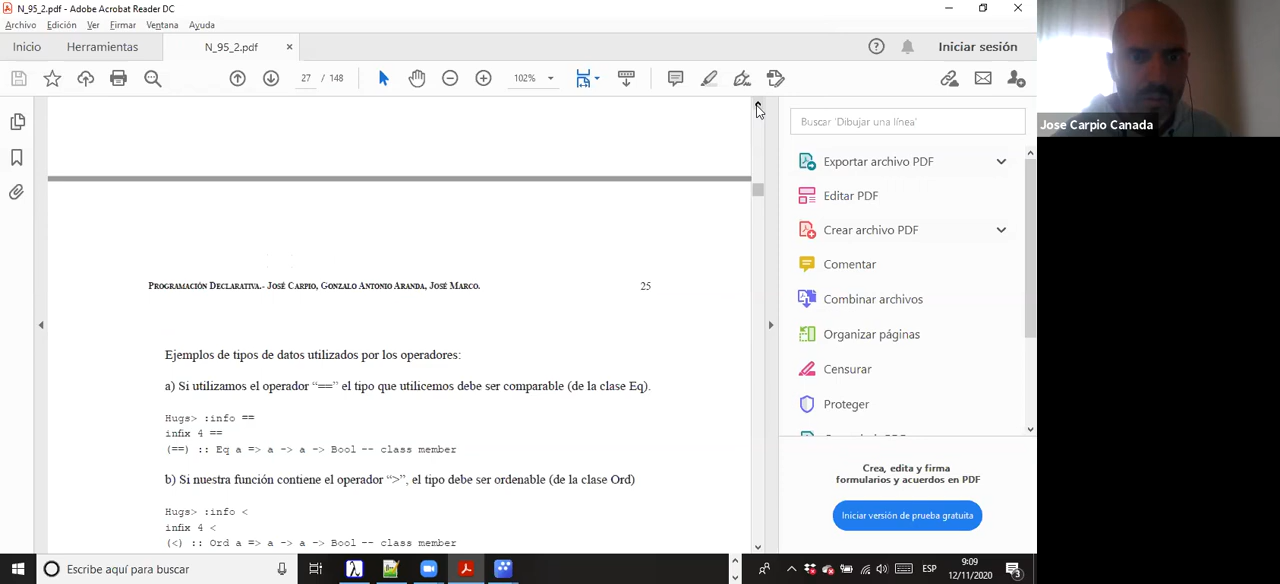 N_95_2.pdf - Adobe Acrobat Reader DC
Archivo Edición Ver Firmar Ventana Ayuda
Inicio Herramientas N_95_2.pdf × Iniciar sesión
27 / 148 102%
Buscar 'Dibujar una línea'
Jose Carpio Canada
Exportar archivo PDF
Editar PDF
Crear archivo PDF
Comentar
Combinar archivos
Organizar páginas
Censurar
Proteger
Crea, edita y firma
formularios y acuerdos en PDF
Iniciar versión de prueba gratuita
PROGRAMACIÓN DECLARATIVA.- JOSÉ CARPIO, GONZALO ANTONIO ARANDA, JOSÉ MARCO. 25
Ejemplos de tipos de datos utilizados por los operadores:
a) Si utilizamos el operador “==” el tipo que utilicemos debe ser comparable (de la clase Eq).
Hugs> :info ==
infix 4 ==
(==) :: Eq a => a -> a -> Bool -- class member
b) Si nuestra función contiene el operador “>”, el tipo debe ser ordenable (de la clase Ord)
Hugs> :info <
infix 4 <
(<) :: Ord a => a -> a -> Bool -- class member
Escribe aquí para buscar
ESP
9:09
12/11/2020
3